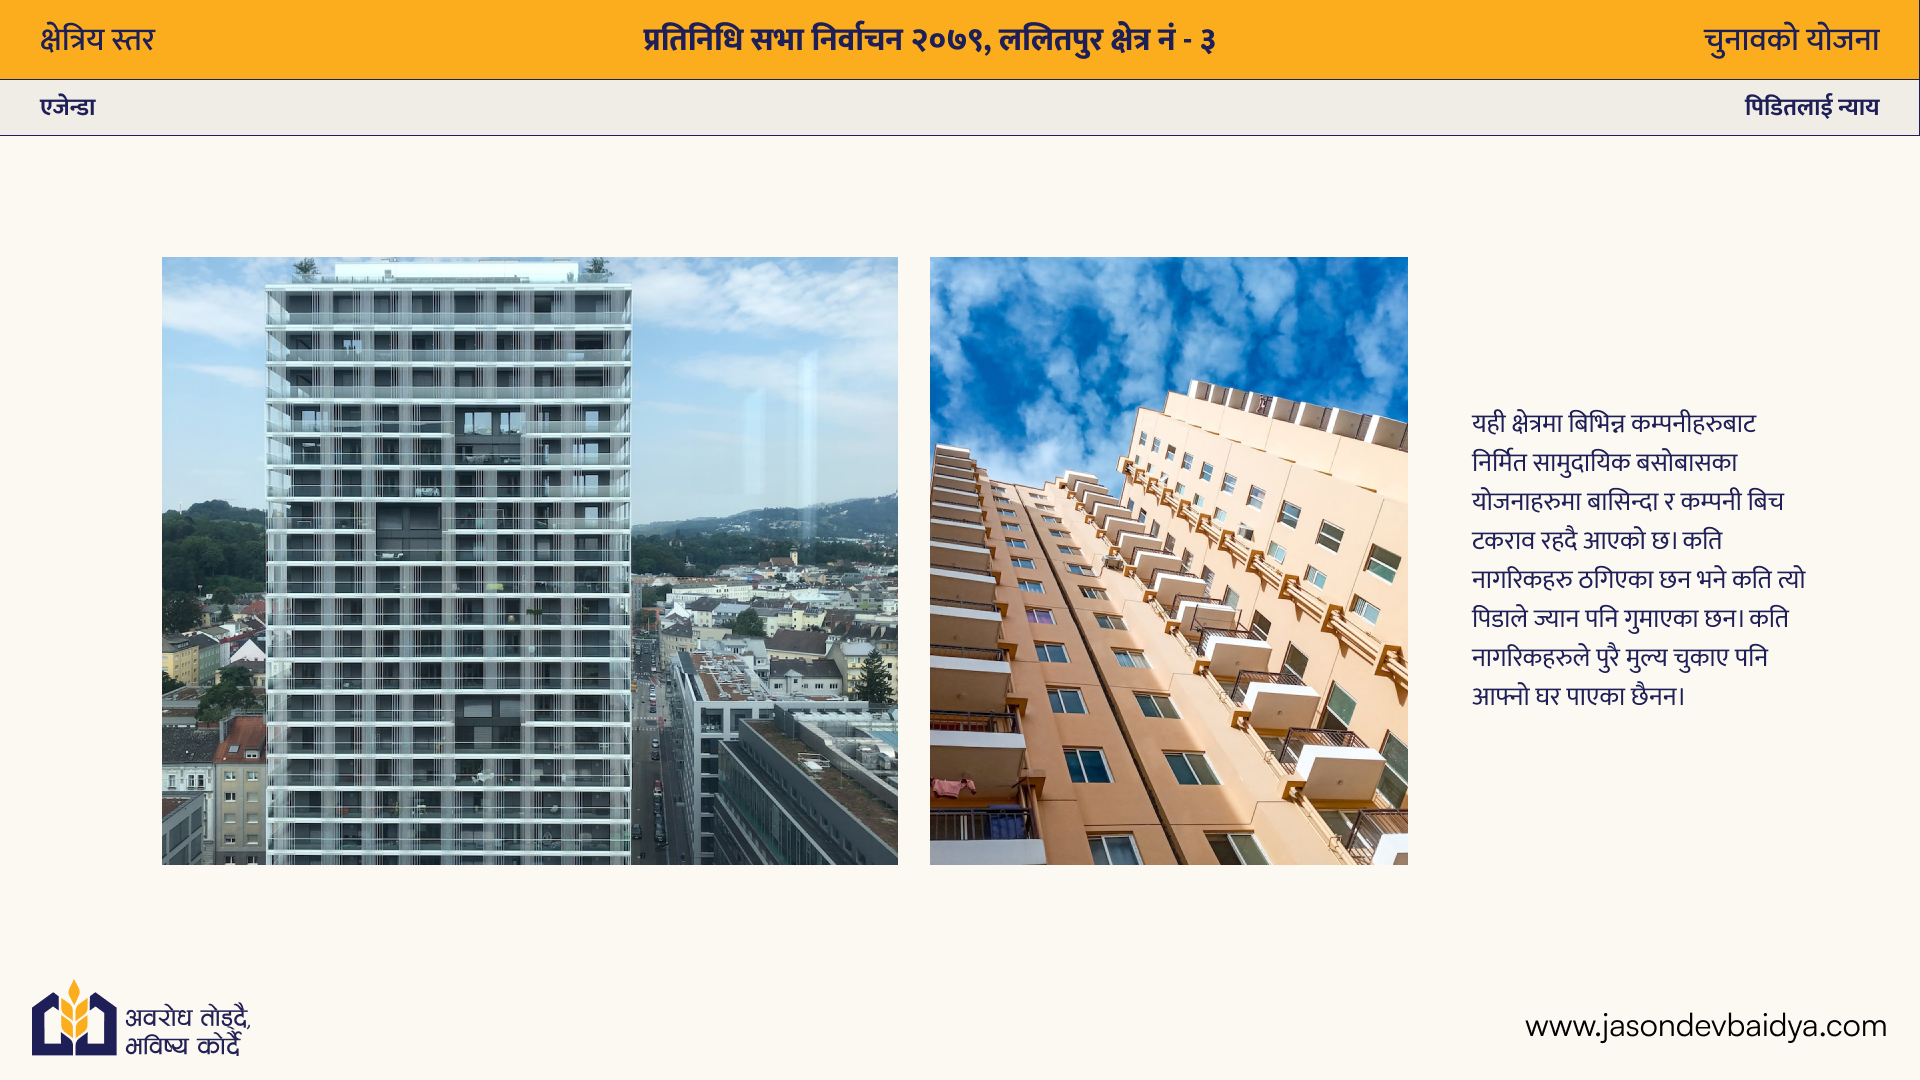 क्षेत्रिय स्तर
प्रतिनिधि सभा निर्वाचन २०७९, ललितपुर क्षेत्र नं - ३
चुनावको योजना
एजेन्डा
पिडितलाई न्याय
यही क्षेत्रमा बिभिन्न कम्पनीहरुबाट
निर्मित सामुदायिक बसोबासका
योजनाहरुमा बासिन्दा र कम्पनी बिच
टकराव रहदै आएको छ। कति
नागरिकहरु ठगिएका छन भने कति त्यो
पिडाले ज्यान पनि गुमाएका छन। कति
नागरिकहरुले पुरै मुल्य चुकाए पनि
आफ्नो घर पाएका छैनन।
अवरोध तोड्दै,
भविष्य कोर्दै
www.jasondevbaidya.com